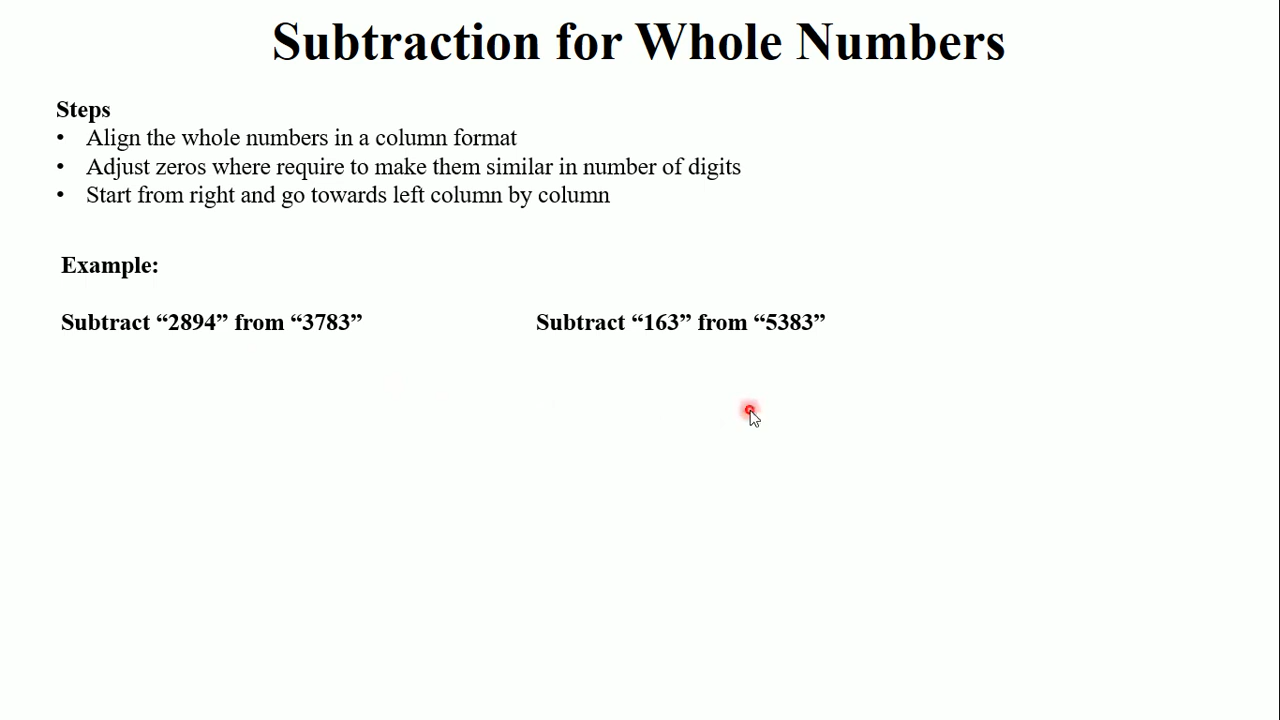 Subtraction for Whole Numbers
Steps
• Align the whole numbers in a column format
• Adjust zeros where require to make them similar in number of digits
• Start from right and go towards left column by column
Example:
Subtract “2894” from “3783” Subtract “163” from “5383”